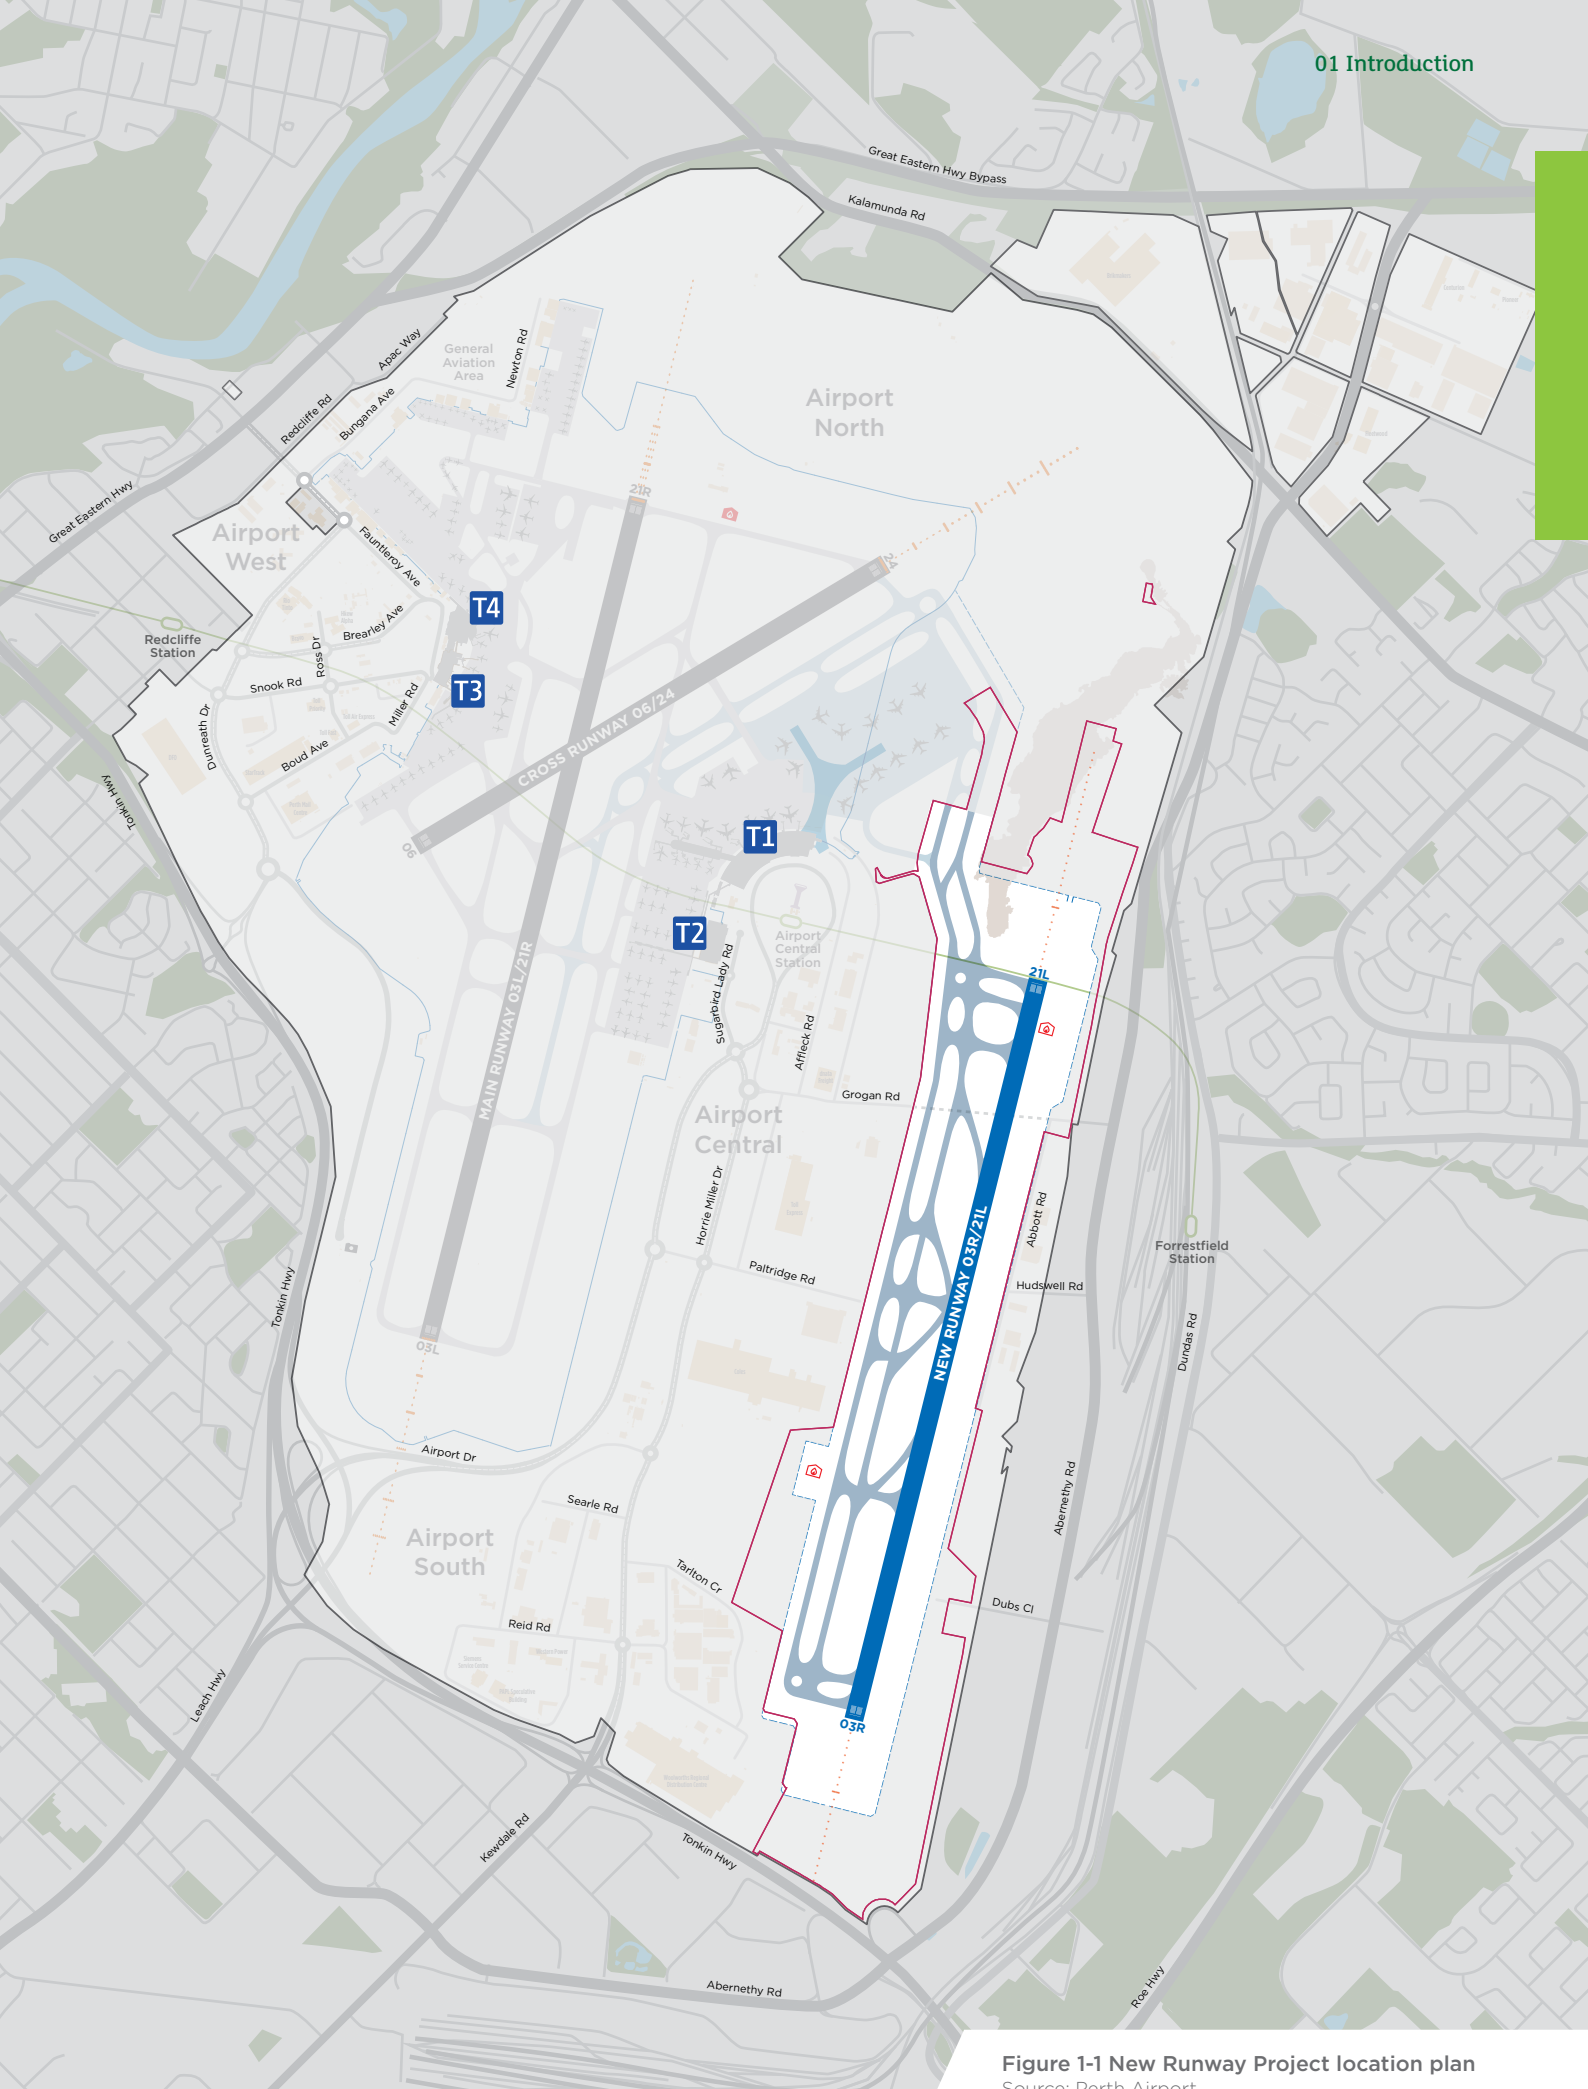 01 Introduction
Great Eastern Hwy Bypass
Kalamunda Rd
Apac Way
Newton Rd
General
Aviation
Area
Redcliffe Rd
Bungana Ave
Airport
North
Great Eastern Hwy
21R
Airport
West
Fauntleroy Ave
24
T4
Brearley Ave
Redcliffe
Station
Ross Dr
Snook Rd
T3
Miller Rd
Dunreath Dr
Boud Ave
CROSS RUNWAY 06/24
Tonkin Hwy
06
T1
T2
Airport
Central
Station
Sugarbird Lady Rd
MAIN RUNWAY 03L/21R
21L
Affleck Rd
Grogan Rd
Airport
Central
Horrie Miller Dr
Abbott Rd
NEW RUNWAY 03R/21L
Forrestfield
Station
Paltridge Rd
Hudswell Rd
Tonkin Hwy
03L
Dundas Rd
Airport Dr
Abernethy Rd
Searle Rd
Airport
South
Tarlton Cr
Dubs Cl
Reid Rd
Leach Hwy
03R
Kewdale Rd
Tonkin Hwy
Abernethy Rd
Roe Hwy
Figure 1-1 New Runway Project location plan
Source: Perth Airport